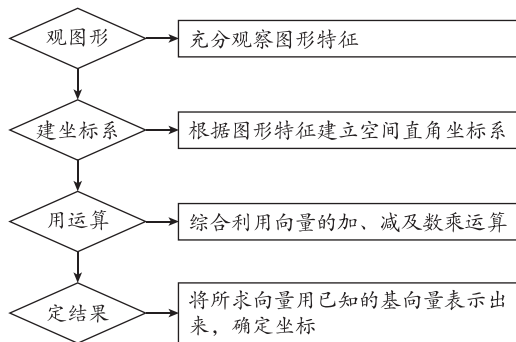 观图形
充分观察图形特征
建坐标系
根据图形特征建立空间直角坐标系
用运算
综合利用向量的加、减及数乘运算
定结果
将所求向量用已知的基向量表示出
来，确定坐标